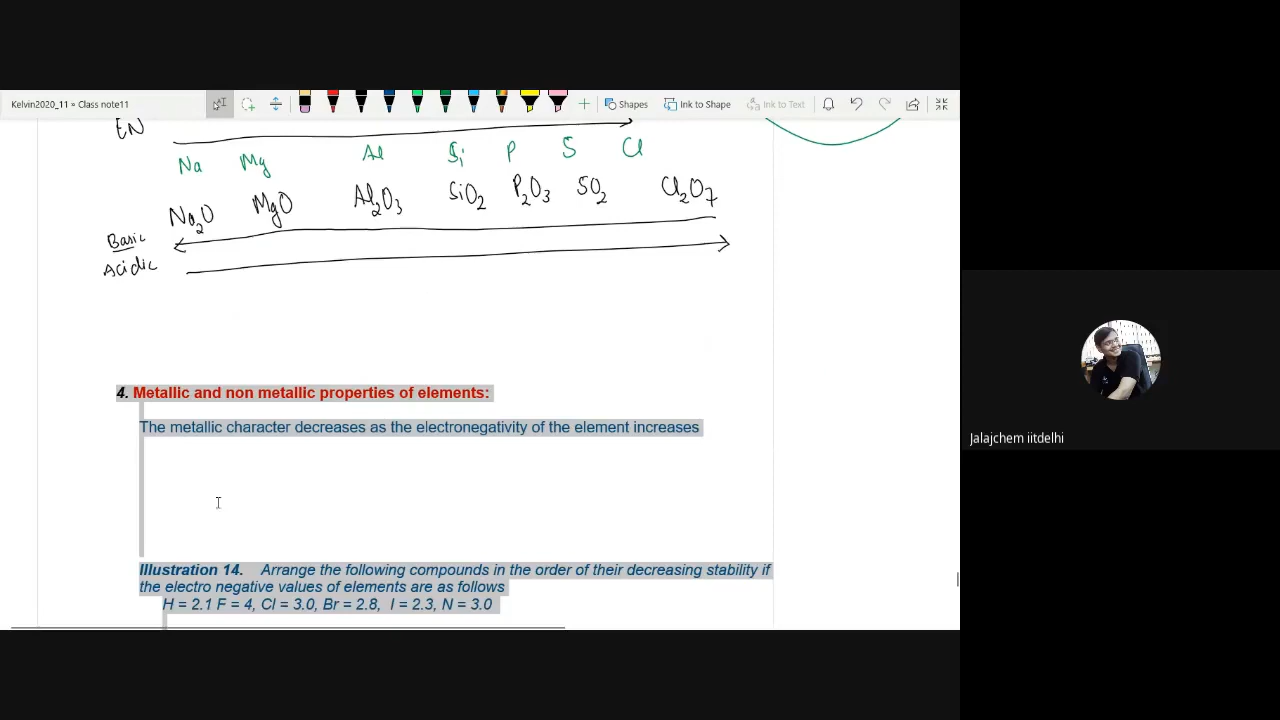 Kelvin2020_11 » Class note11
Shapes
Ink to Shape
Ink to Text
EN
Na Mg Al Si P S Cl
Na2O MgO Al2O3 SiO2 P2O3 SO2 Cl2O7
Basic
Acidic
4. Metallic and non metallic properties of elements:
The metallic character decreases as the electronegativity of the element increases
Illustration 14. Arrange the following compounds in the order of their decreasing stability if
the electro negative values of elements are as follows
H = 2.1 F = 4, Cl = 3.0, Br = 2.8, I = 2.3, N = 3.0
Jalajchem iitdelhi